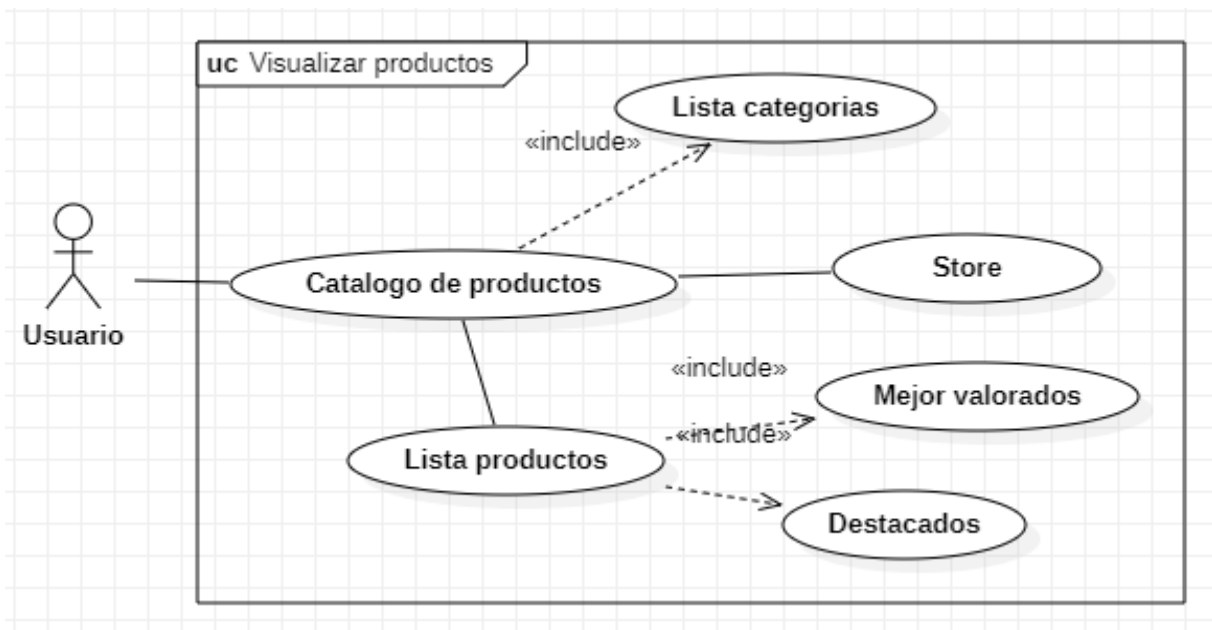 uc Visualizar productos
Lista categorias
«include»
Catalogo de productos
Store
Usuario
«include»
Mejor valorados
«include»
Lista productos
Destacados